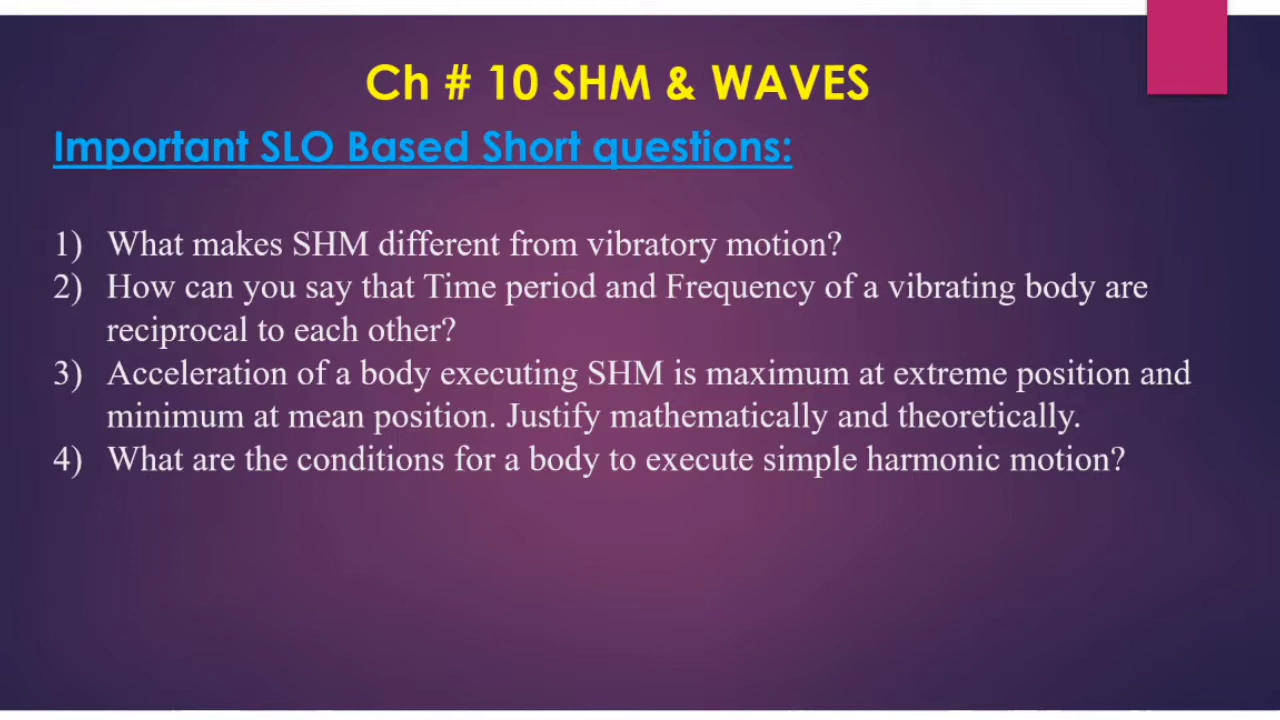 Ch # 10 SHM & WAVES
Important SLO Based Short questions:
1) What makes SHM different from vibratory motion?
2) How can you say that Time period and Frequency of a vibrating body are
reciprocal to each other?
3) Acceleration of a body executing SHM is maximum at extreme position and
minimum at mean position. Justify mathematically and theoretically.
4) What are the conditions for a body to execute simple harmonic motion?